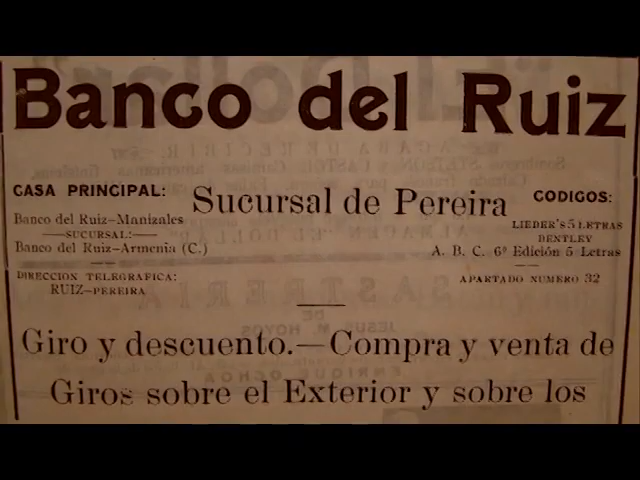 Banco del Ruiz
CASA PRINCIPAL:
Banco del Ruiz-Manizales
—SUCURSAL:—
Banco del Ruiz-Armenia (C.)
DIRECCION TELEGRAFICA:
RUIZ-PEREIRA
Sucursal de Pereira
CODIGOS:
LIEDER'S 5 LETRAS
BENTLEY
A. B. C. 6ª Edición 5 Letras
APARTADO NUMERO 32
Giro y descuento.—Compra y venta de
Giros sobre el Exterior y sobre los